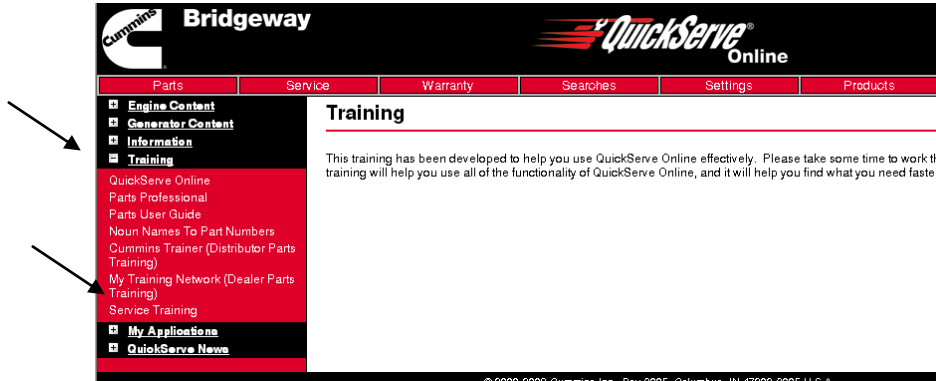 Cummins
Bridgeway
QuickServe®
Online
Parts Service Warranty Searches Settings Products
Engine Content
Generator Content
Information
Training
QuickServe Online
Parts Professional
Parts User Guide
Noun Names To Part Numbers
Cummins Trainer (Distributor Parts
Training)
My Training Network (Dealer Parts
Training)
Service Training
My Applications
QuickServe News
Training
This training has been developed to help you use QuickServe Online effectively. Please take some time to work
training will help you use all of the functionality of QuickServe Online, and it will help you find what you need faste